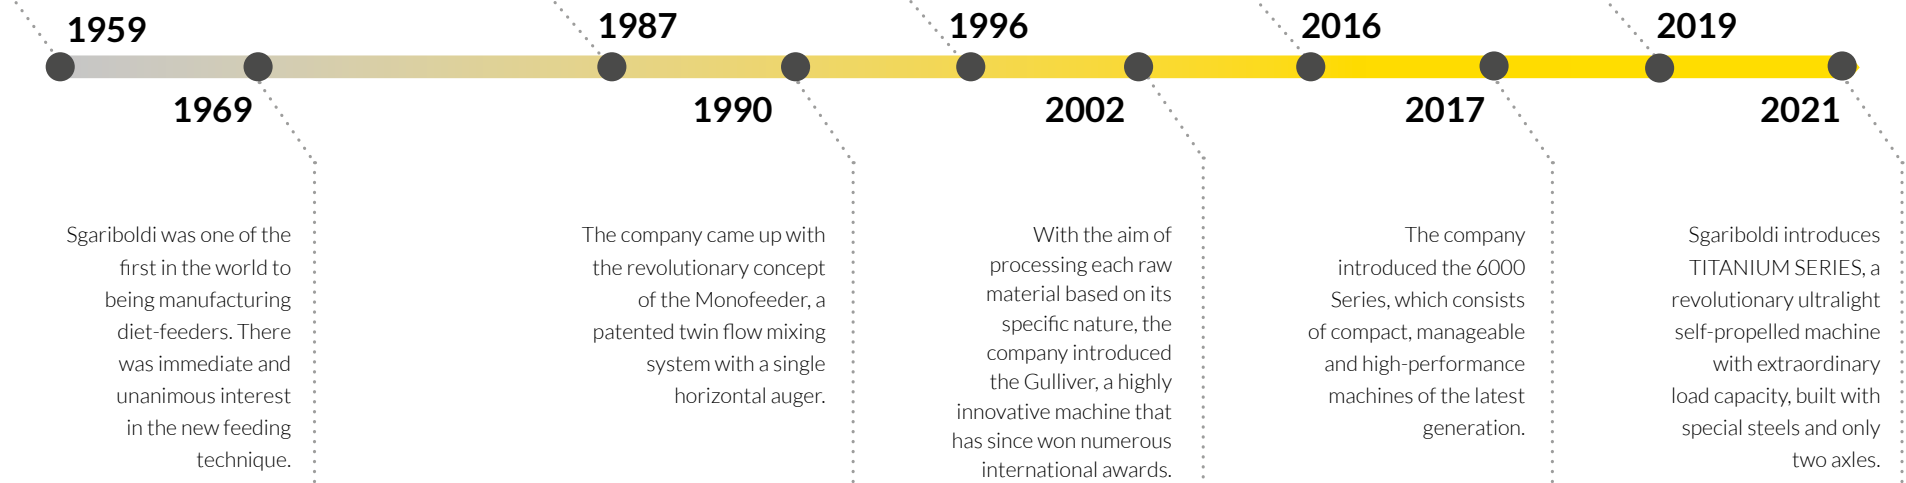 1959
1987
1996
2016
2019
1969
1990
2002
2017
2021
Sgariboldi was one of the
first in the world to
being manufacturing
diet-feeders. There
was immediate and
unanimous interest
in the new feeding
technique.
The company came up with
the revolutionary concept
of the Monofeeder, a
patented twin flow mixing
system with a single
horizontal auger.
With the aim of
processing each raw
material based on its
specific nature, the
company introduced
the Gulliver, a highly
innovative machine that
has since won numerous
international awards.
The company
introduced the 6000
Series, which consists
of compact, manageable
and high-performance
machines of the latest
generation.
Sgariboldi introduces
TITANIUM SERIES, a
revolutionary ultralight
self-propelled machine
with extraordinary
load capacity, built with
special steels and only
two axles.